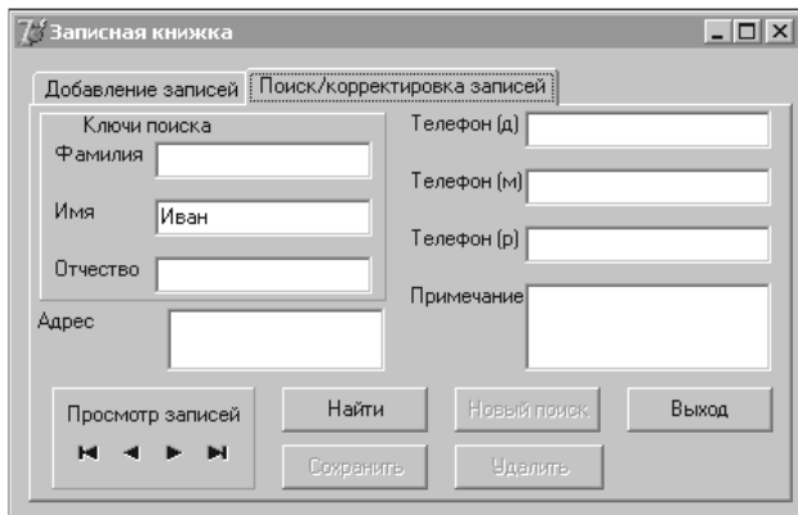 Записная книжка
Добавление записей
Поиск/корректировка записей
Ключи поиска
Фамилия
Имя
Иван
Отчество
Адрес
Телефон (д)
Телефон (м)
Телефон (р)
Примечание
Просмотр записей
Найти
Новый поиск
Выход
Сохранить
Удалить